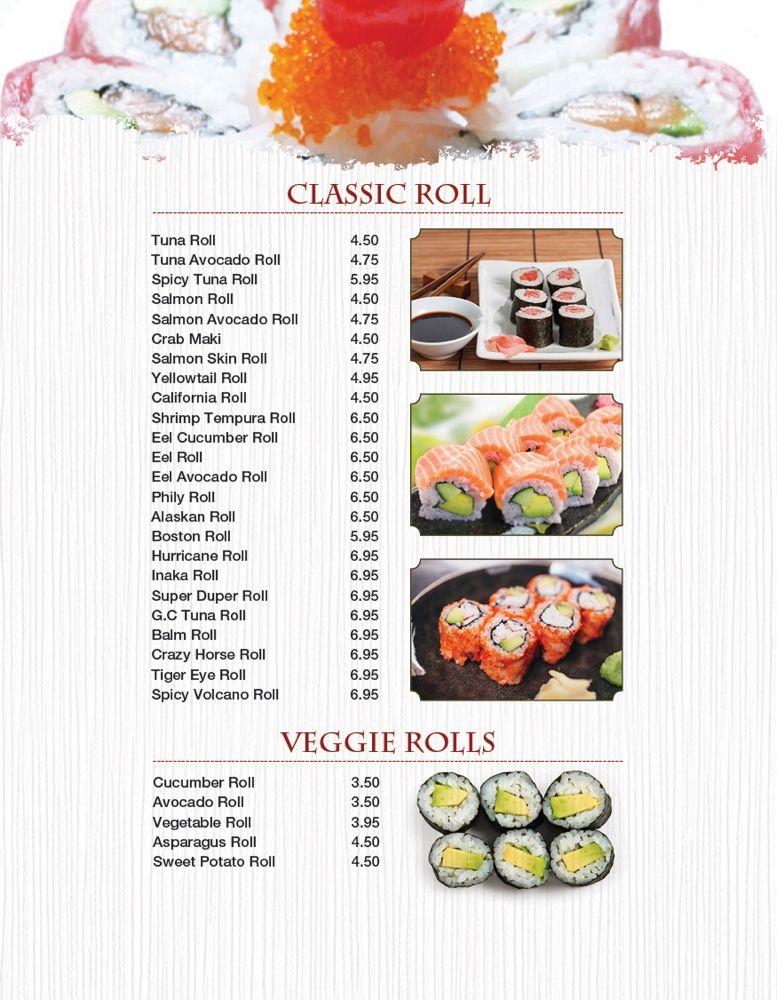 CLASSIC ROLL
Tuna Roll 4.50
Tuna Avocado Roll 4.75
Spicy Tuna Roll 5.95
Salmon Roll 4.50
Salmon Avocado Roll 4.75
Crab Maki 4.50
Salmon Skin Roll 4.75
Yellowtail Roll 4.95
California Roll 4.50
Shrimp Tempura Roll 6.50
Eel Cucumber Roll 6.50
Eel Roll 6.50
Eel Avocado Roll 6.50
Phily Roll 6.50
Alaskan Roll 6.50
Boston Roll 5.95
Hurricane Roll 6.95
Inaka Roll 6.95
Super Duper Roll 6.95
G.C Tuna Roll 6.95
Balm Roll 6.95
Crazy Horse Roll 6.95
Tiger Eye Roll 6.95
Spicy Volcano Roll 6.95
VEGGIE ROLLS
Cucumber Roll 3.50
Avocado Roll 3.50
Vegetable Roll 3.95
Asparagus Roll 4.50
Sweet Potato Roll 4.50